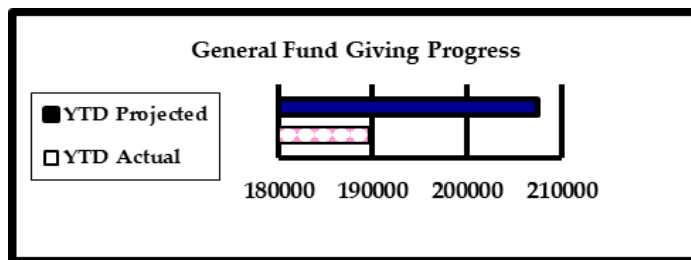 General Fund Giving Progress
YTD Projected
YTD Actual
180000 190000 200000 210000